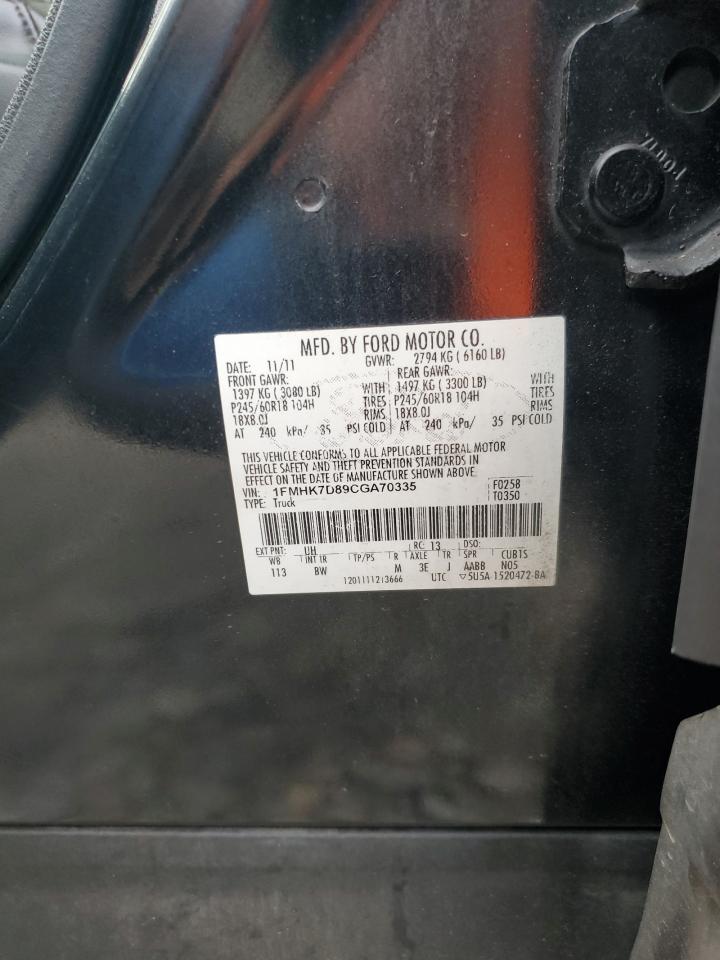 MFD. BY FORD MOTOR CO.
DATE: 11/11 GVWR: 2794 KG ( 6160 LB)
FRONT GAWR: REAR GAWR:
1397 KG ( 3080 LB) WITH 1497 KG ( 3300 LB) WITH
P245/60R18 104H TIRES P245/60R18 104H TIRES
18X8.0J RIMS 18X8.0J RIMS
AT 240 kPa/ 35 PSI COLD AT 240 kPa/ 35 PSI COLD
THIS VEHICLE CONFORMS TO ALL APPLICABLE FEDERAL MOTOR
VEHICLE SAFETY AND THEFT PREVENTION STANDARDS IN
EFFECT ON THE DATE OF MANUFACTURE SHOWN ABOVE.
VIN: 1FMHK7D89CGA70335 F0258
TYPE: Truck T0350
EXT PNT: UH RC: 13 DSO:
WB INT TR TP/PS R AXLE TR SPR CUBTS
113 BW M 3E J AABB N05
1201111213666 UTC ▽5U5A-1520472-BA